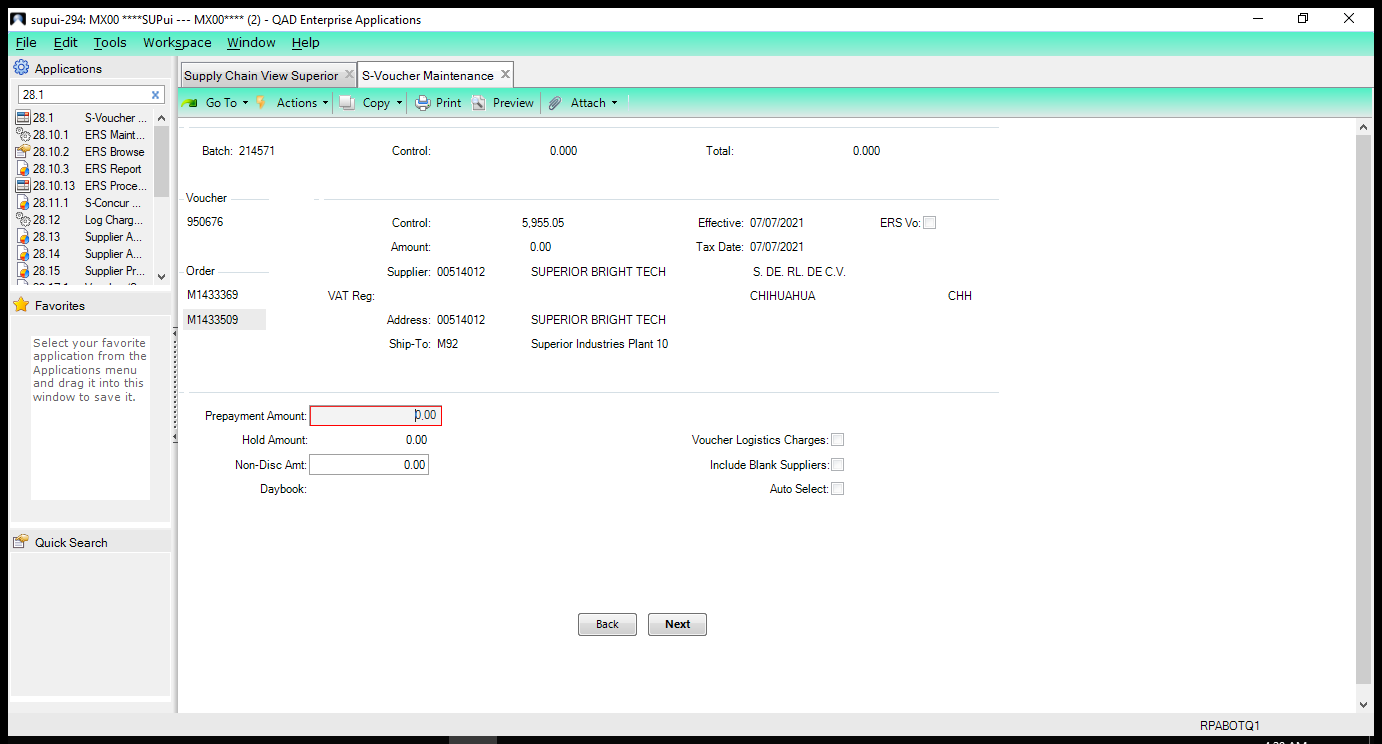 supui-294: MX00 ****SUPui --- MX00**** (2) - QAD Enterprise Applications
File Edit Tools Workspace Window Help
Applications
28.1
28.1 S-Voucher ...
28.10.1 ERS Maint...
28.10.2 ERS Browse
28.10.3 ERS Report
28.10.13 ERS Proce...
28.11.1 S-Concur ...
28.12 Log Charg...
28.13 Supplier A...
28.14 Supplier A...
28.15 Supplier Pr...
Favorites
Select your favorite
application from the
Applications menu
and drag it into this
window to save it.
Quick Search
Supply Chain View Superior S-Voucher Maintenance
Go To Actions Copy Print Preview Attach
Batch: 214571 Control: 0.000 Total: 0.000
Voucher
950676 Control: 5,955.05 Effective: 07/07/2021 ERS Vo:
Amount: 0.00 Tax Date: 07/07/2021
Order Supplier: 00514012 SUPERIOR BRIGHT TECH S. DE. RL. DE C.V.
M1433369 VAT Reg: CHIHUAHUA CHH
M1433509 Address: 00514012 SUPERIOR BRIGHT TECH
Ship-To: M92 Superior Industries Plant 10
Prepayment Amount: 0.00
Hold Amount: 0.00 Voucher Logistics Charges:
Non-Disc Amt: 0.00 Include Blank Suppliers:
Daybook: Auto Select:
Back Next
RPABOTQ1